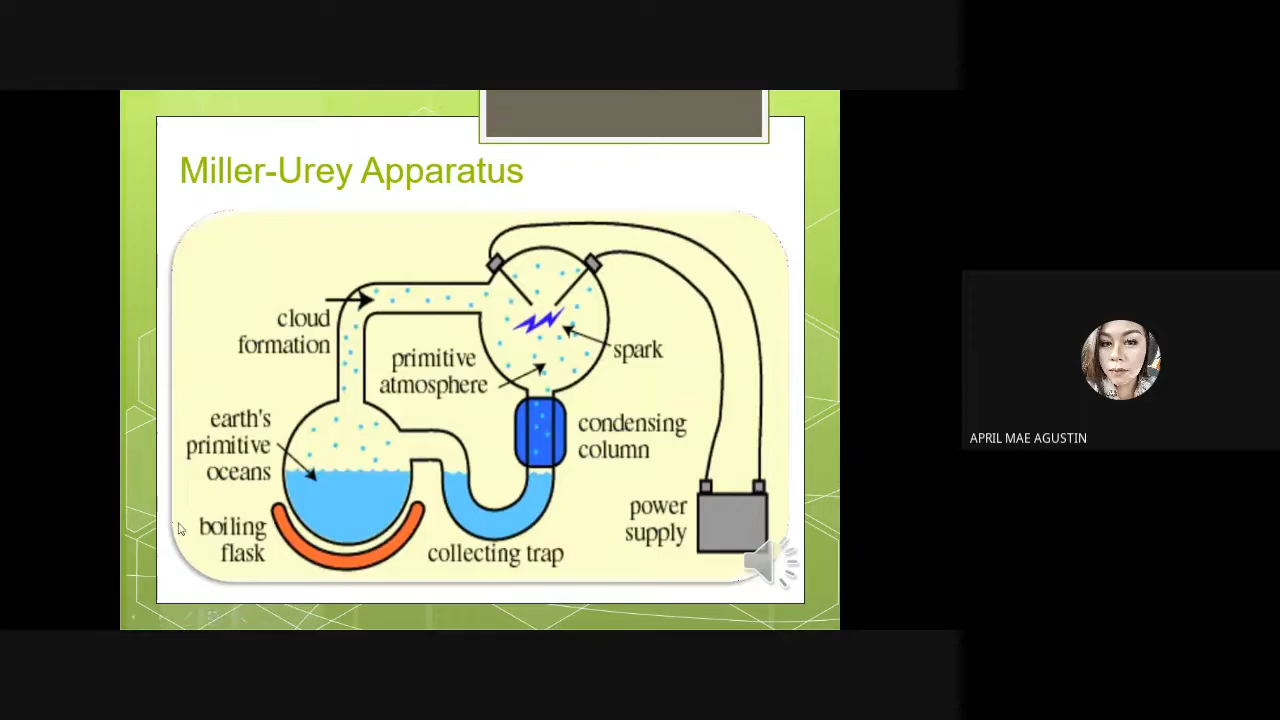 Miller-Urey Apparatus
cloud
formation
primitive
atmosphere
spark
earth's
primitive
oceans
condensing
column
boiling
flask
collecting trap
power
supply
APRIL MAE AGUSTIN